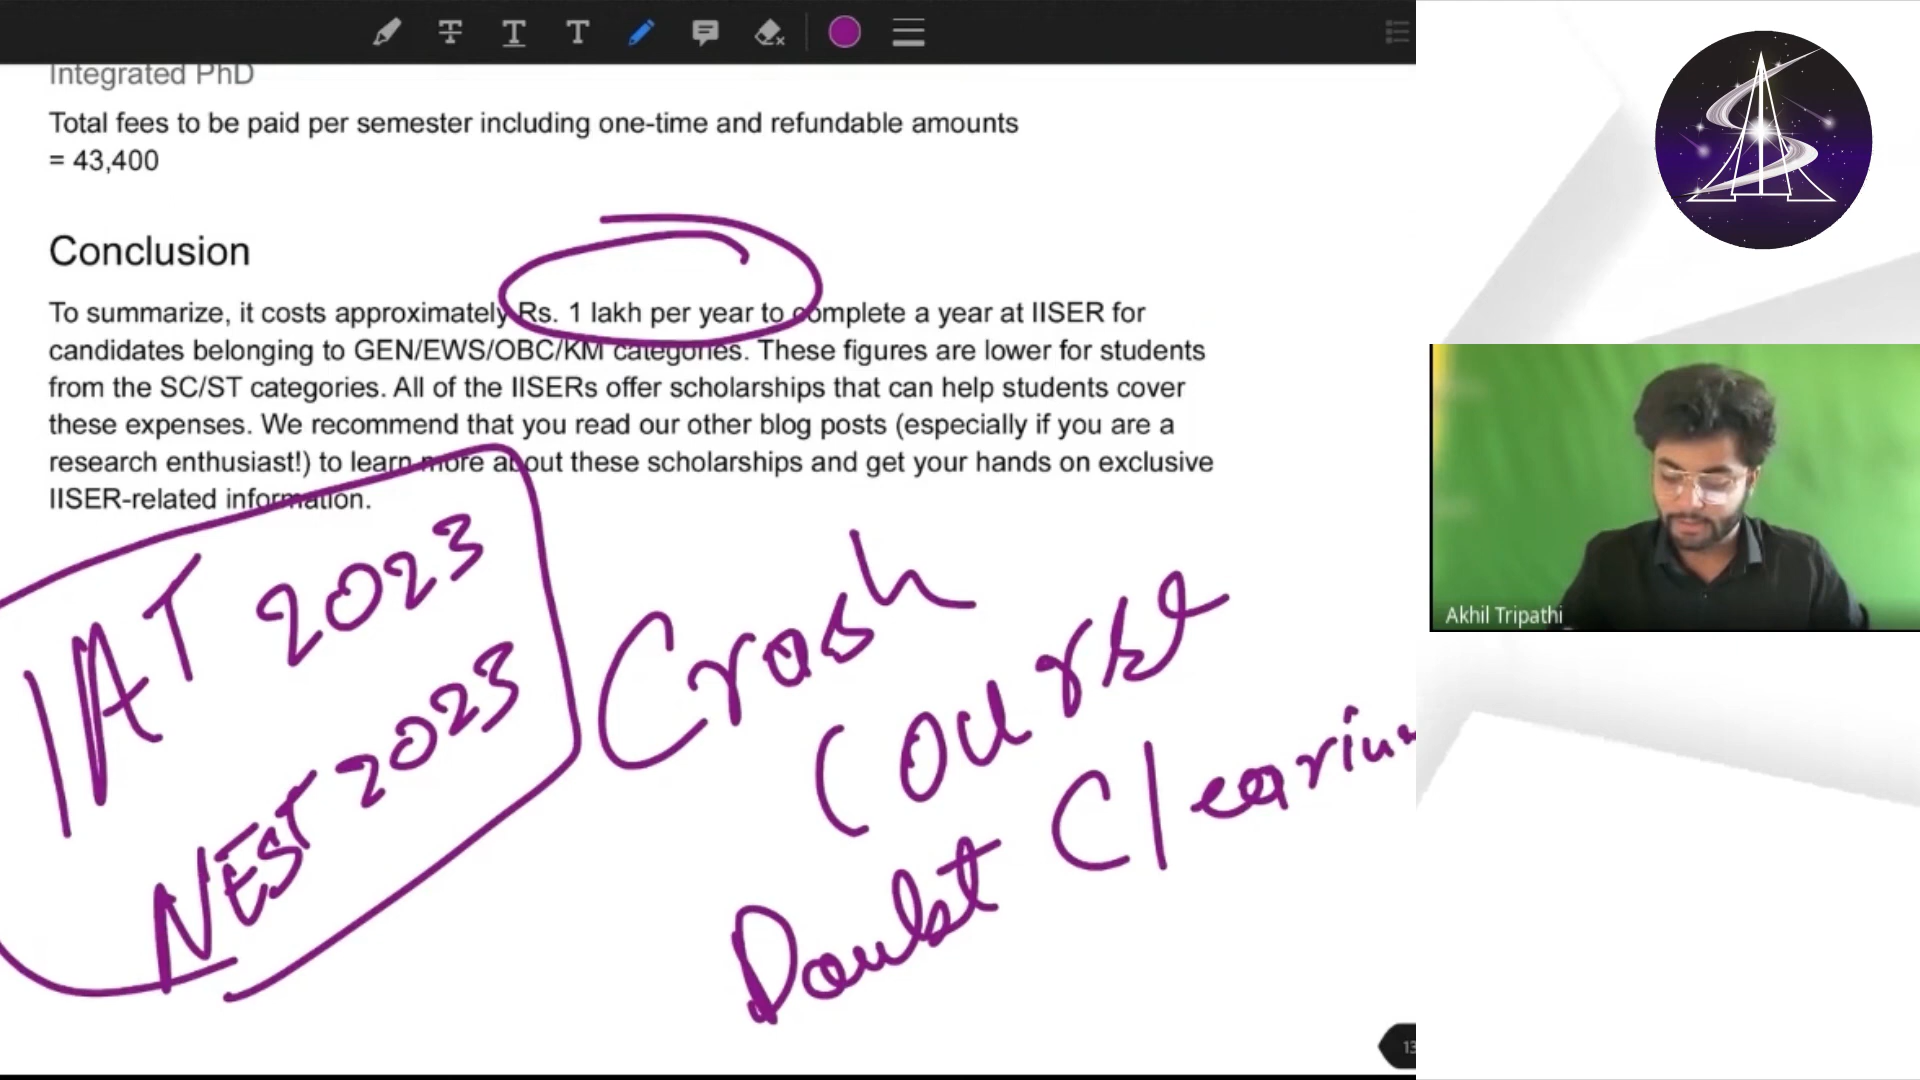 Integrated PhD
Total fees to be paid per semester including one-time and refundable amounts
= 43,400
Conclusion
To summarize, it costs approximately Rs. 1 lakh per year to complete a year at IISER for
candidates belonging to GEN/EWS/OBC/KM categories. These figures are lower for students
from the SC/ST categories. All of the IISERs offer scholarships that can help students cover
these expenses. We recommend that you read our other blog posts (especially if you are a
research enthusiast!) to learn more about these scholarships and get your hands on exclusive
IISER-related information.
IAT 2023
NEST 2023
Crash
Course
Doubt Clearing
Akhil Tripathi
13